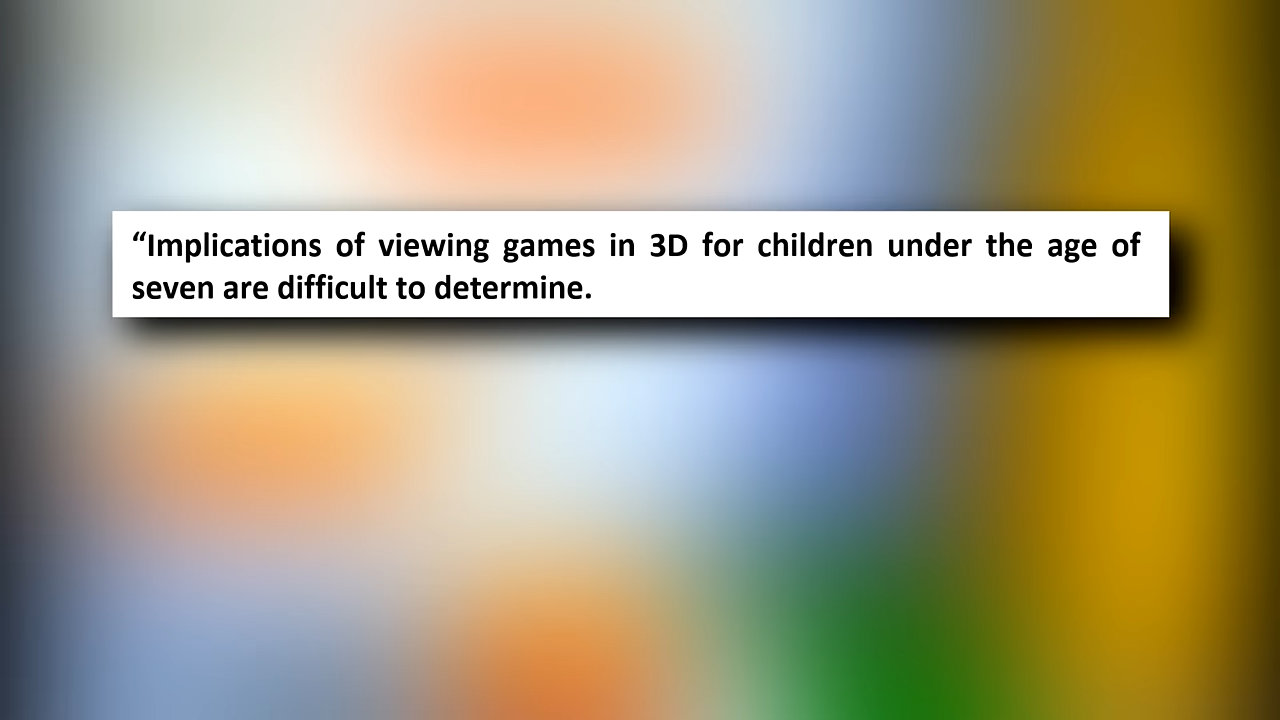 “Implications of viewing games in 3D for children under the age of
seven are difficult to determine.